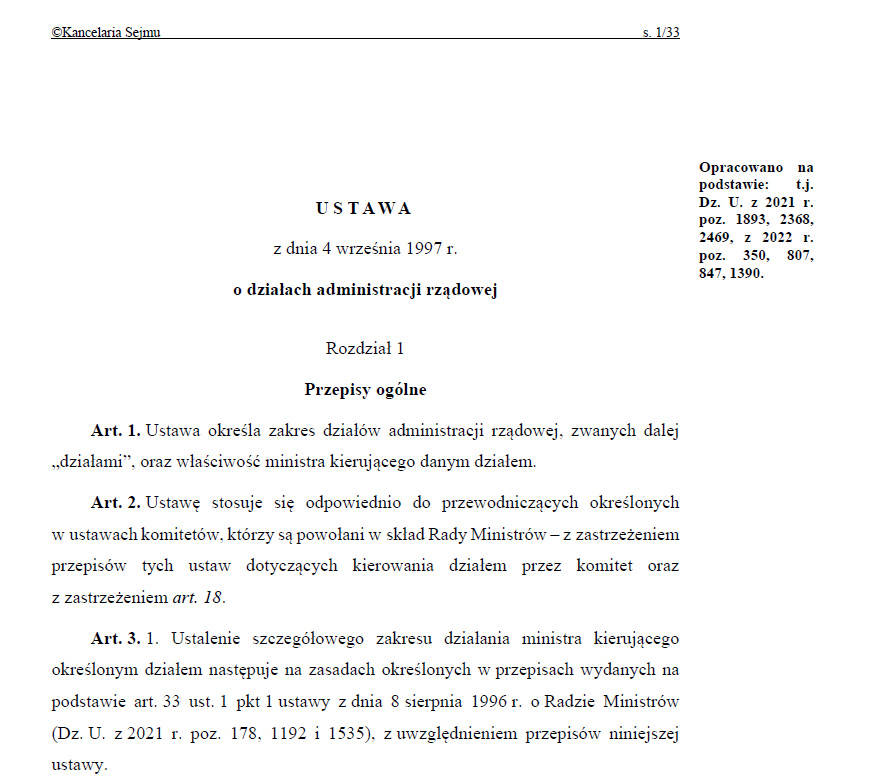 ©Kancelaria Sejmu s. 1/33
Opracowano na
podstawie: t.j.
Dz. U. z 2021 r.
poz. 1893, 2368,
2469, z 2022 r.
poz. 350, 807,
847, 1390.
U S T A W A
z dnia 4 września 1997 r.
o działach administracji rządowej
Rozdział 1
Przepisy ogólne
Art. 1. Ustawa określa zakres działów administracji rządowej, zwanych dalej
„działami”, oraz właściwość ministra kierującego danym działem.
Art. 2. Ustawę stosuje się odpowiednio do przewodniczących określonych
w ustawach komitetów, którzy są powołani w skład Rady Ministrów – z zastrzeżeniem
przepisów tych ustaw dotyczących kierowania działem przez komitet oraz
z zastrzeżeniem art. 18.
Art. 3. 1. Ustalenie szczegółowego zakresu działania ministra kierującego
określonym działem następuje na zasadach określonych w przepisach wydanych na
podstawie art. 33 ust. 1 pkt 1 ustawy z dnia 8 sierpnia 1996 r. o Radzie Ministrów
(Dz. U. z 2021 r. poz. 178, 1192 i 1535), z uwzględnieniem przepisów niniejszej
ustawy.